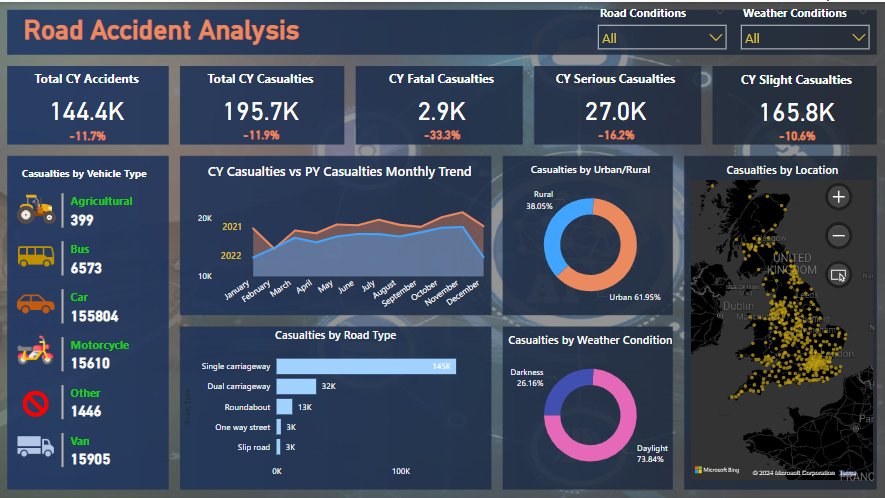 Road Accident Analysis
Road Conditions
All
Weather Conditions
All
Total CY Accidents
144.4K
-11.7%
Total CY Casualties
195.7K
-11.9%
CY Fatal Casualties
2.9K
-33.3%
CY Serious Casualties
27.0K
-16.2%
CY Slight Casualties
165.8K
-10.6%
Casualties by Vehicle Type
Agricultural
399
Bus
6573
Car
155804
Motorcycle
15610
Other
1446
Van
15905
CY Casualties vs PY Casualties Monthly Trend
20K
10K
2021
2022
January
February
March
April
May
June
July
August
September
October
November
December
Casualties by Road Type
Single carriageway
145K
Dual carriageway
32K
Roundabout
13K
One way street
3K
Slip road
3K
0K
100K
Casualties by Urban/Rural
Rural
38.05%
Urban 61.95%
Casualties by Weather Condition
Darkness
26.16%
Daylight
73.84%
Casualties by Location
Glasgow
UNITED
KINGDOM
Dublin
Microsoft Bing
© 2024 Microsoft Corporation Terms